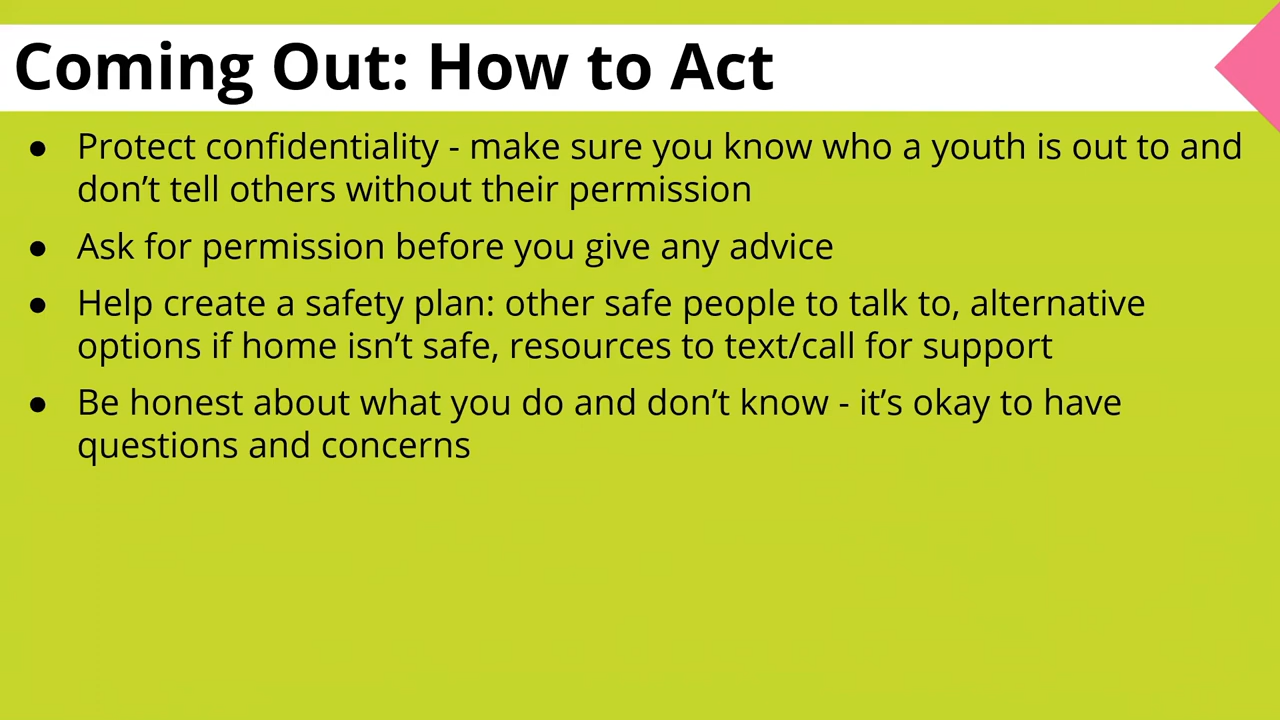 Coming Out: How to Act
● Protect confidentiality - make sure you know who a youth is out to and
don’t tell others without their permission
● Ask for permission before you give any advice
● Help create a safety plan: other safe people to talk to, alternative
options if home isn’t safe, resources to text/call for support
● Be honest about what you do and don’t know - it’s okay to have
questions and concerns